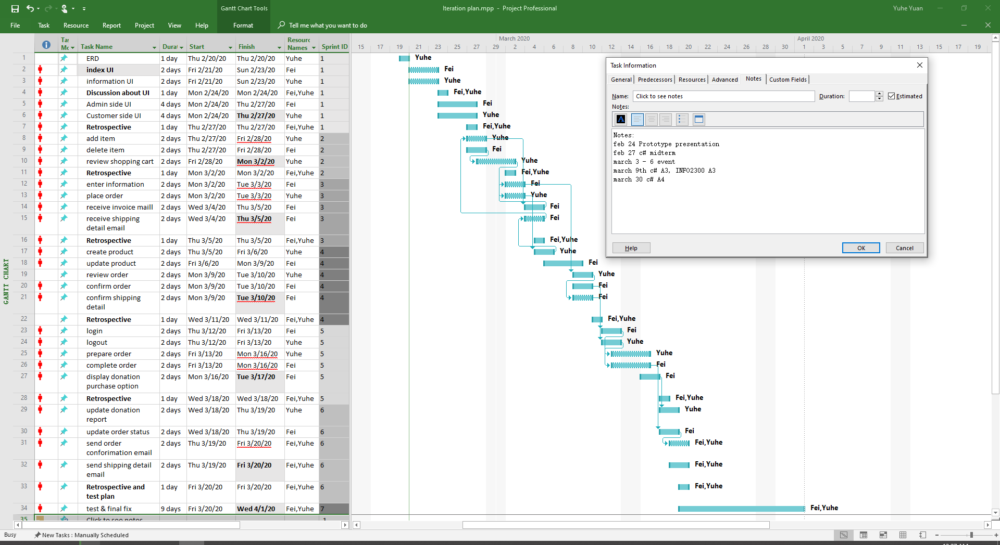 Gantt Chart Tools
Iteration plan.mpp - Project Professional
Yuhe Yuan
File Task Resource Report Project View Help Format Tell me what you want to do
Task Name Start Finish Resource Names Sprint ID
1 ERD 1 day Thu 2/20/20 Thu 2/20/20 Yuhe 1
2 index UI 2 days Fri 2/21/20 Sun 2/23/20 Fei 1
3 information UI 2 days Fri 2/21/20 Sun 2/23/20 Yuhe 1
4 Discussion about UI 1 day Mon 2/24/20 Mon 2/24/20 Fei,Yuhe 1
5 Admin side UI 4 days Mon 2/24/20 Thu 2/27/20 Fei 1
6 Customer side UI 4 days Mon 2/24/20 Thu 2/27/20 Yuhe 1
7 Retrospective 1 day Thu 2/27/20 Thu 2/27/20 Fei,Yuhe 1
8 add item 2 days Thu 2/27/20 Fri 2/28/20 Yuhe 2
9 delete item 2 days Thu 2/27/20 Fri 2/28/20 Fei 2
10 review shopping cart 2 days Fri 2/28/20 Mon 3/2/20 Yuhe 2
11 Retrospective 1 day Mon 3/2/20 Mon 3/2/20 Fei,Yuhe 2
12 enter information 2 days Mon 3/2/20 Tue 3/3/20 Fei 3
13 place order 2 days Mon 3/2/20 Tue 3/3/20 Yuhe 3
14 receive invoice maill 2 days Wed 3/4/20 Thu 3/5/20 Fei 3
15 receive shipping 2 days Wed 3/4/20 Thu 3/5/20 Fei 3
detail email
16 Retrospective 1 day Thu 3/5/20 Thu 3/5/20 Fei,Yuhe 3
17 create product 2 days Thu 3/5/20 Fri 3/6/20 Yuhe 4
18 update product 2 days Fri 3/6/20 Mon 3/9/20 Fei 4
19 review order 2 days Mon 3/9/20 Tue 3/10/20 Yuhe 4
20 confirm order 2 days Mon 3/9/20 Tue 3/10/20 Fei 4
21 confirm shipping 2 days Mon 3/9/20 Tue 3/10/20 Fei 4
detail
22 Retrospective 1 day Wed 3/11/20 Wed 3/11/20 Fei,Yuhe 4
23 login 2 days Thu 3/12/20 Fri 3/13/20 Fei 5
24 logout 2 days Thu 3/12/20 Fri 3/13/20 Yuhe 5
25 prepare order 2 days Fri 3/13/20 Mon 3/16/20 Yuhe 5
26 complete order 2 days Fri 3/13/20 Mon 3/16/20 Fei 5
27 display donation 2 days Mon 3/16/20 Tue 3/17/20 Fei 5
purchase option
28 Retrospective 1 day Wed 3/18/20 Wed 3/18/20 Fei,Yuhe 5
29 update donation 2 days Wed 3/18/20 Thu 3/19/20 Yuhe 6
report
30 update order status 2 days Wed 3/18/20 Thu 3/19/20 Fei 6
31 send order 2 days Thu 3/19/20 Fri 3/20/20 Fei,Yuhe 6
conforimation email
32 send shipping detail 2 days Thu 3/19/20 Fri 3/20/20 Fei,Yuhe 6
email
33 Retrospective and 1 day Fri 3/20/20 Fri 3/20/20 Fei,Yuhe 6
test plan
34 test & final fix 9 days Fri 3/20/20 Wed 4/1/20 Fei,Yuhe 7
35 Click to see notes 1
GANTT CHART
March 2020 April 2020
15 17 19 21 23 25 27 29 2 4 6 8 10 12 14 16 18 20 22 24 26 28 30 1 3 5 7 9 11 13 15 17 19
Yuhe
Fei
Yuhe
Fei,Yuhe
Fei
Yuhe
Fei,Yuhe
Yuhe
Fei
Yuhe
Fei,Yuhe
Fei
Yuhe
Fei
Fei
Fei,Yuhe
Yuhe
Fei
Yuhe
Fei
Fei
Fei,Yuhe
Fei
Yuhe
Yuhe
Fei
Fei
Fei,Yuhe
Yuhe
Fei
Fei,Yuhe
Fei,Yuhe
Fei,Yuhe
Fei,Yuhe
Task Information
General Predecessors Resources Advanced Notes Custom Fields
Name: Click to see notes Duration: Estimated
Notes:
Notes:
feb 24 Prototype presentation
feb 27 c# midterm
march 3 - 6 event
march 9th c# A3, INFO2300 A3
march 30 c# A4
Help OK Cancel
Busy New Tasks : Manually Scheduled